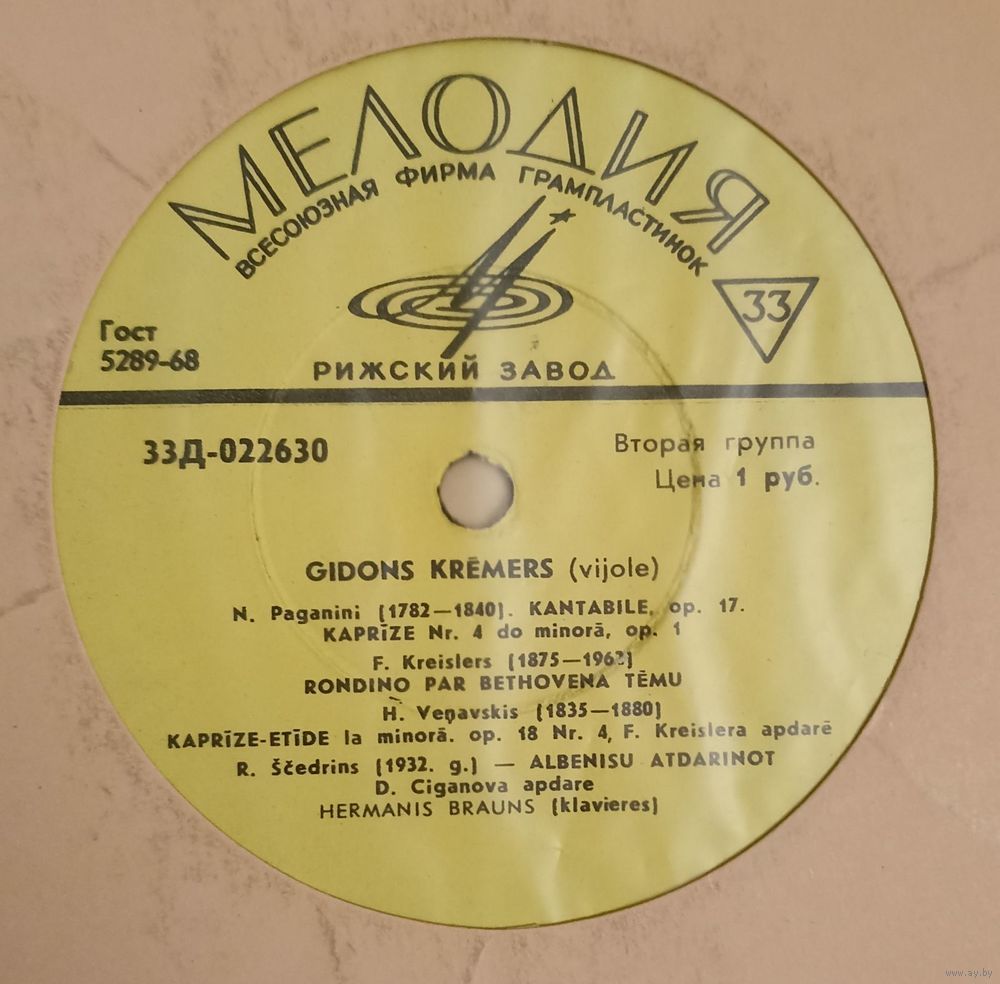 МЕЛОДИЯ
ВСЕСОЮЗНАЯ ФИРМА ГРАМПЛАСТИНОК
33
Гост
5289-68
РИЖСКИЙ ЗАВОД
33Д-022630
Вторая группа
Цена 1 руб.
GIDONS KRĒMERS (vijole)
N. Paganini (1782—1840). KANTABILE, op. 17.
KAPRĪZE Nr. 4 do minorā, op. 1
F. Kreislers (1875—1962)
RONDINO PAR BETHOVENA TĒMU
H. Veņavskis (1835—1880)
KAPRĪZE-ETĪDE la minorā. op. 18 Nr. 4, F. Kreislera apdarē
R. Ščedrins (1932. g.) — ALBENISU ATDARINOT
D. Ciganova apdare
HERMANIS BRAUNS (klavieres)
www.ay.by